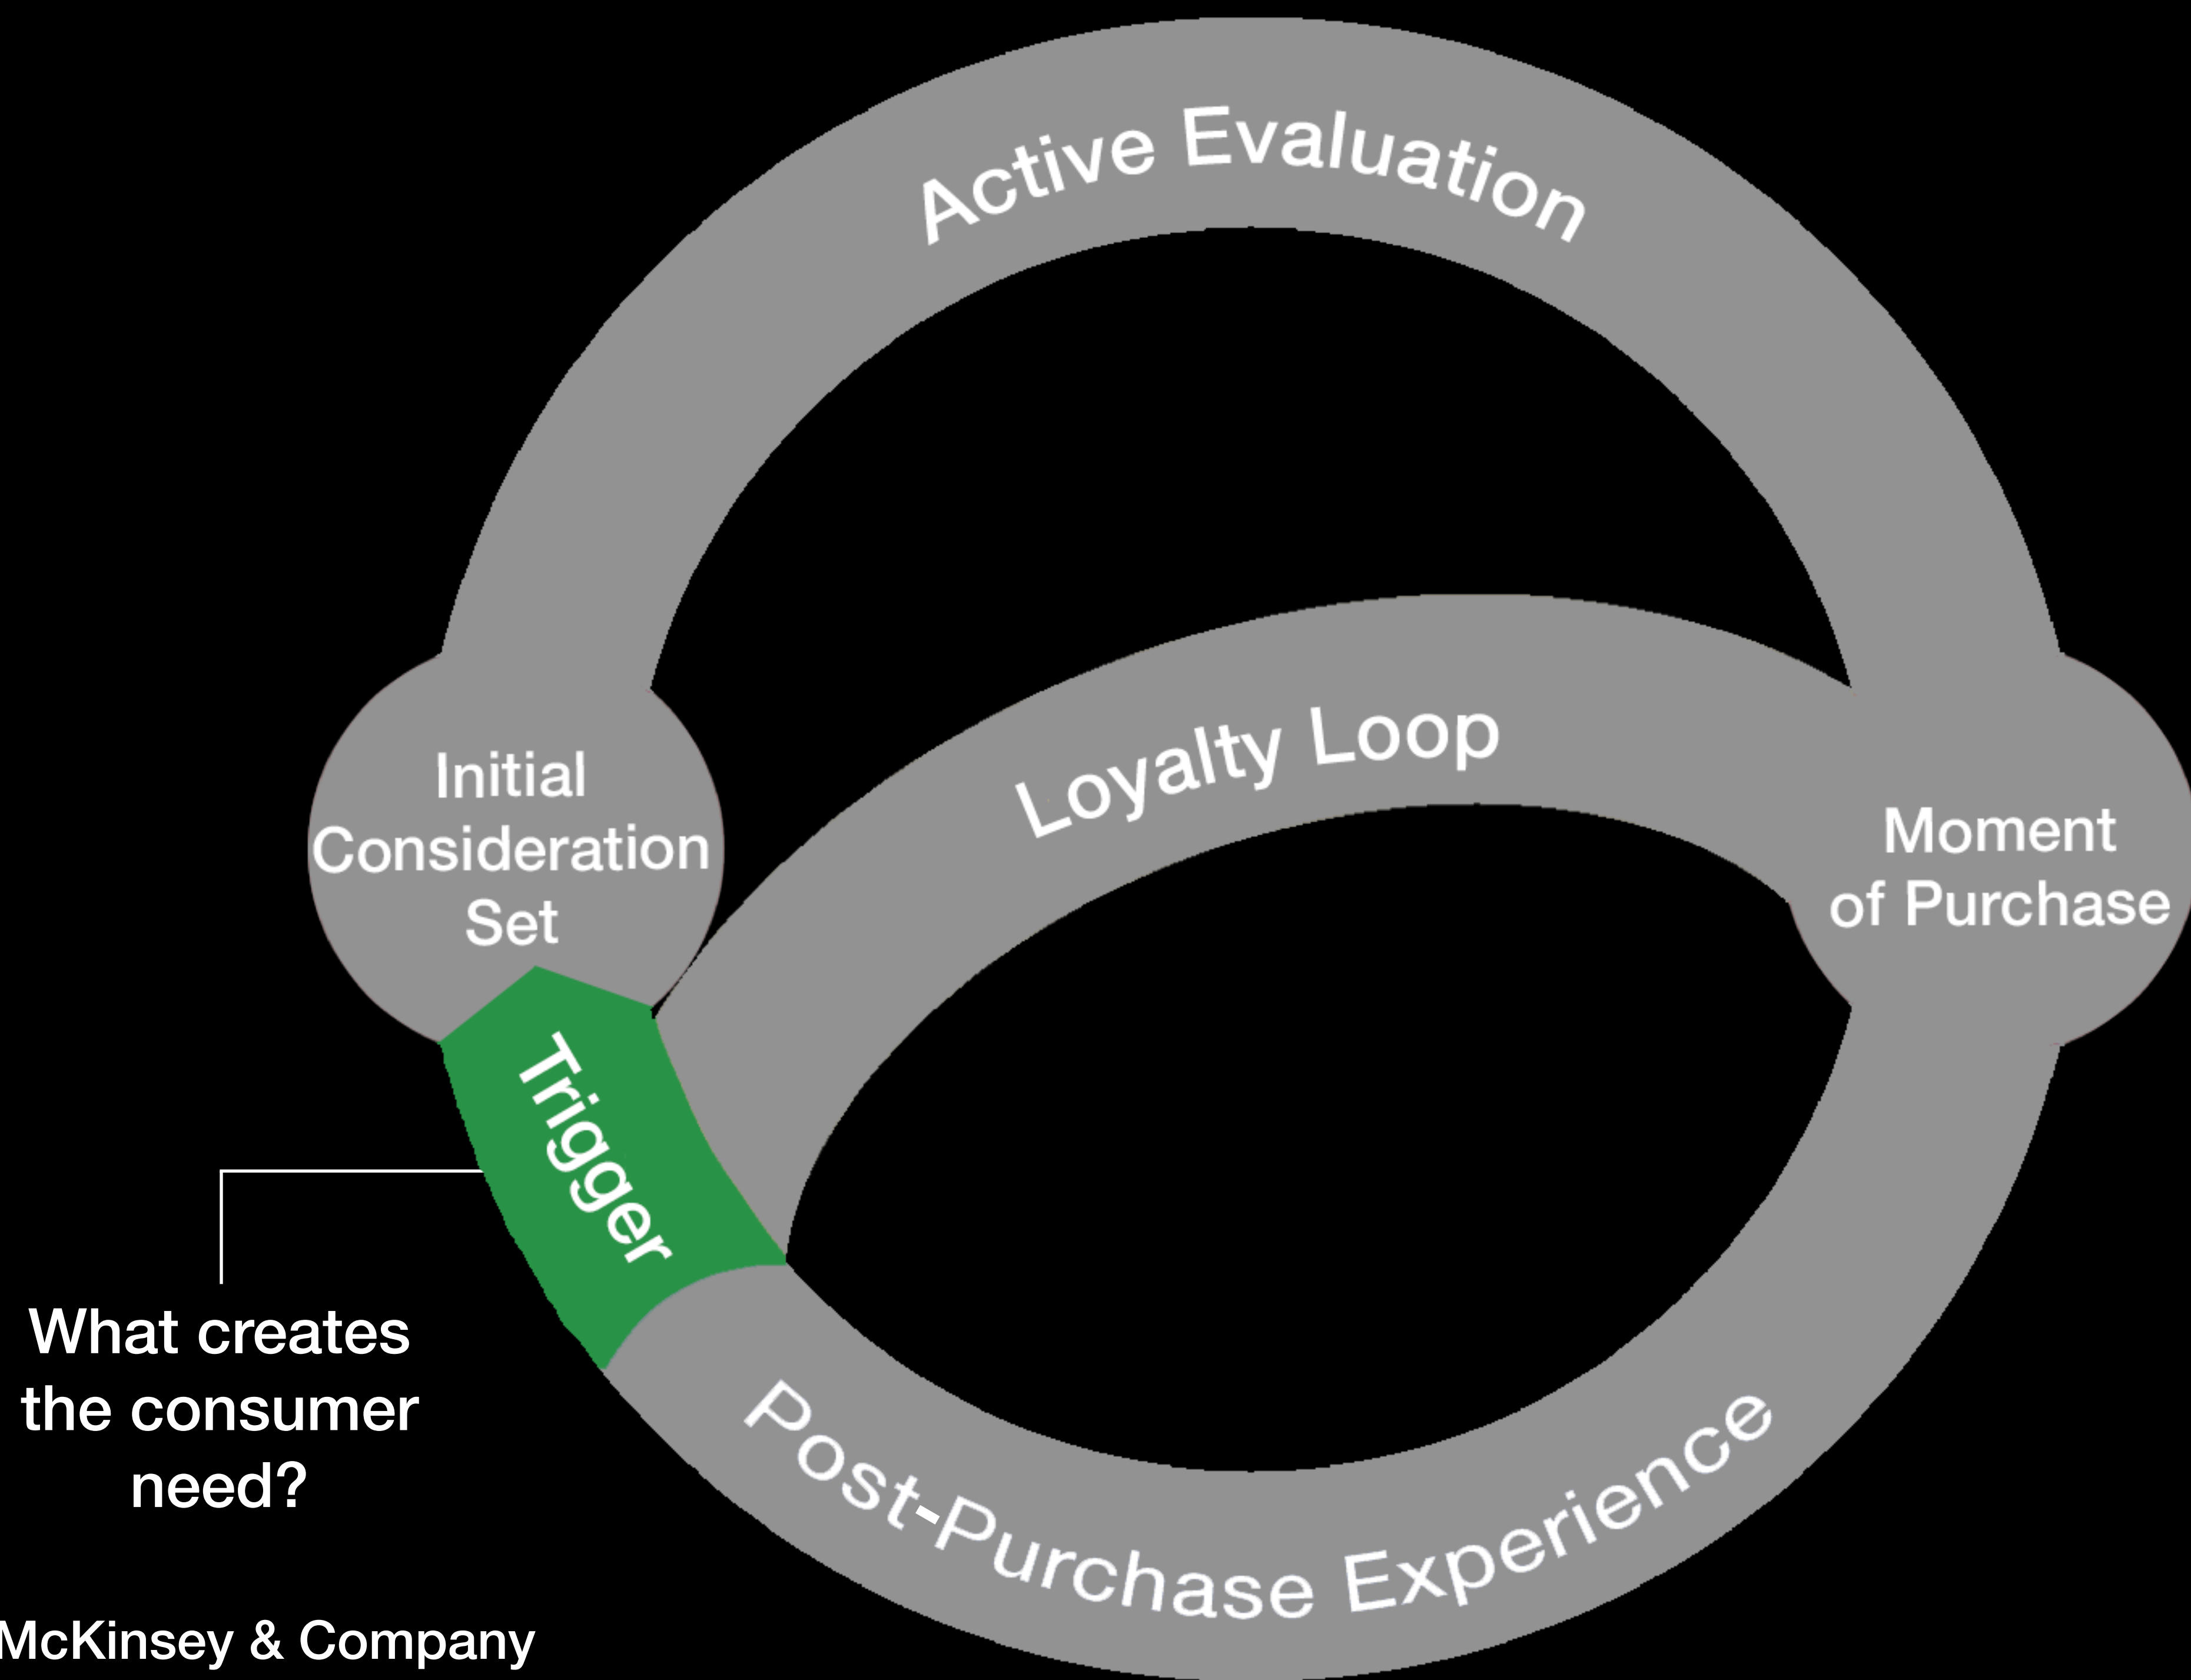 Active Evaluation
Loyalty Loop
Initial
Consideration
Set
Moment
of Purchase
Trigger
What creates
the consumer
need?
Post-Purchase Experience
McKinsey & Company